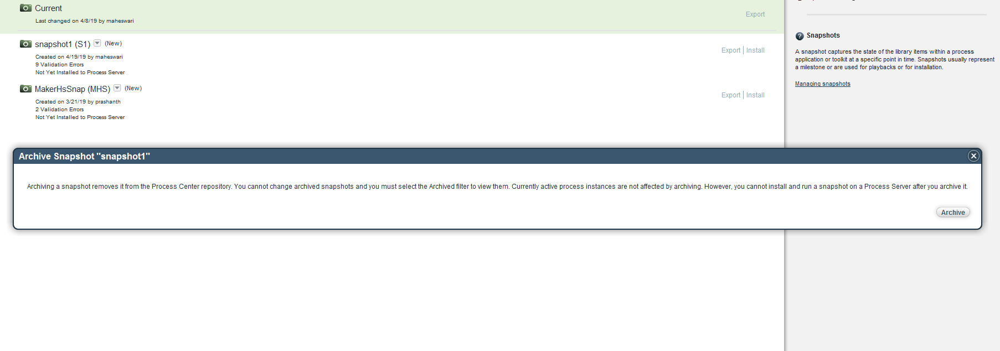 Current
Last changed on 4/8/19 by maheswari
Export
snapshot1 (S1) (New)
Created on 4/19/19 by maheswari
9 Validation Errors
Not Yet Installed to Process Server
Export | Install
MakerHsSnap (MHS) (New)
Created on 3/21/19 by prashanth
2 Validation Errors
Not Yet Installed to Process Server
Export | Install
Snapshots
A snapshot captures the state of the library items within a process
application or toolkit at a specific point in time. Snapshots usually represent
a milestone or are used for playbacks or for installation.
Managing snapshots
Archive Snapshot "snapshot1"
Archiving a snapshot removes it from the Process Center repository. You cannot change archived snapshots and you must select the Archived filter to view them. Currently active process instances are not affected by archiving. However, you cannot install and run a snapshot on a Process Server after you archive it.
Archive